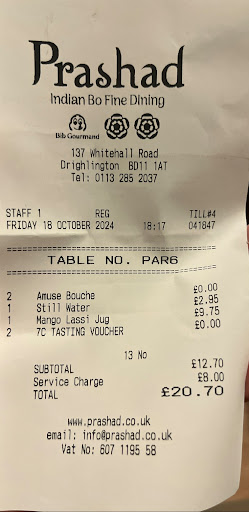 Prashad
Indian Bo Fine Dining
Bib Gourmand
137 Whitehall Road
Drighlington BD11 1AT
Tel: 0113 285 2037
STAFF 1 REG TILL#4
FRIDAY 18 OCTOBER 2024 18:17 041847
TABLE NO. PAR6
2 Amuse Bouche £0.00
1 Still Water £2.95
1 Mango Lassi Jug £9.75
2 7C TASTING VOUCHER £0.00
13 No
SUBTOTAL £12.70
Service Charge £8.00
TOTAL £20.70
www.prashad.co.uk
email: info@prashad.co.uk
Vat No: 607 1195 58